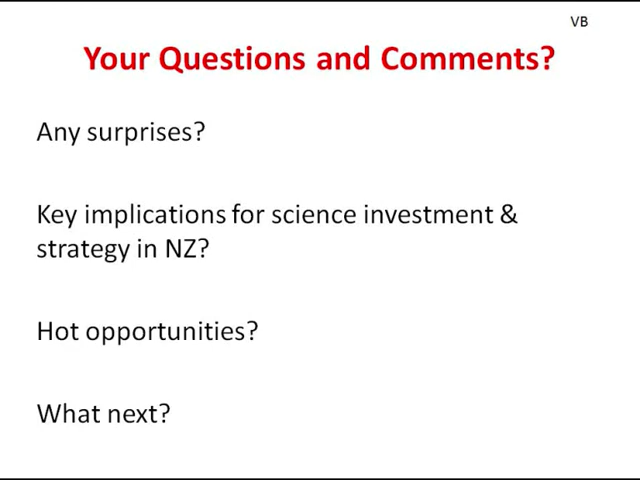 VB
Your Questions and Comments?
Any surprises?
Key implications for science investment &
strategy in NZ?
Hot opportunities?
What next?